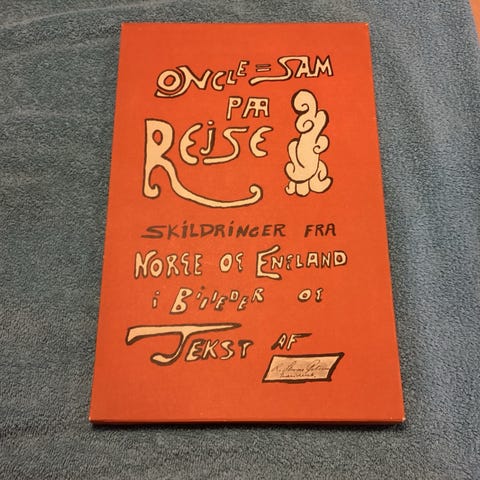 ONCLE=SAM
PAA
REJSE
SKILDRINGER FRA
NORGE OG ENGLAND
i BiLLEDER OG
TEKST AF